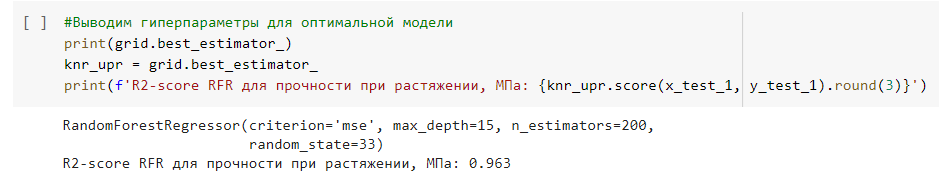 [ ] #Выводим гиперпараметры для оптимальной модели
print(grid.best_estimator_)
knr_upr = grid.best_estimator_
print(f'R2-score RFR для прочности при растяжении, МПа: {knr_upr.score(x_test_1, y_test_1).round(3)}')
RandomForestRegressor(criterion='mse', max_depth=15, n_estimators=200,
random_state=33)
R2-score RFR для прочности при растяжении, МПа: 0.963